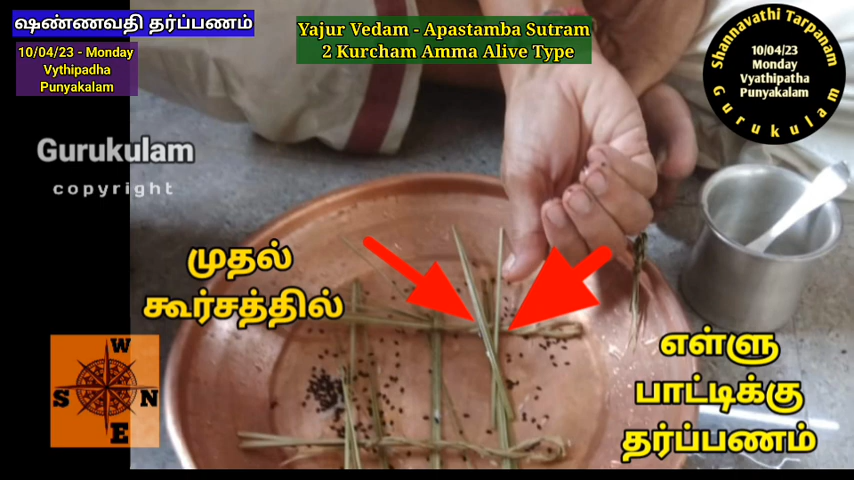 ஷண்ணவதி தர்ப்பணம்
10/04/23 - Monday
Vythipadha
Punyakalam
Yajur Vedam - Apastamba Sutram
2 Kurcham Amma Alive Type
Shannavathi Tarpanam
10/04/23
Monday
Vyathipatha
Punyakalam
Gurukulam
Gurukulam
copyright
முதல்
கூர்சத்தில்
எள்ளு
பாட்டிக்கு
தர்ப்பணம்
W
S N
E